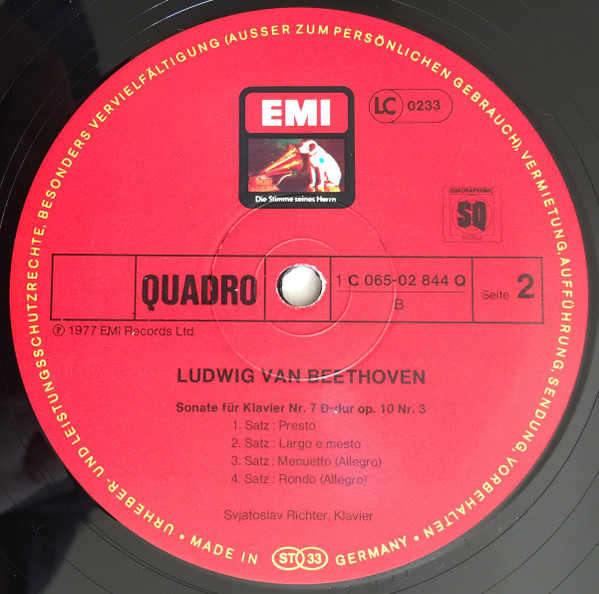 URHEBER- UND LEISTUNGSSCHUTZRECHTE, BESONDERS VERVIELFÄLTIGUNG (AUSSER ZUM PERSÖNLICHEN GEBRAUCH), VERMIETUNG, AUFFÜHRUNG, SENDUNG, VORBEHALTEN
EMI
LC 0233
Die Stimme seines Herrn
QUADRAPHONIC
SQ
QUADRO
1 C 065-02 844 Q
B
Seite 2
℗ 1977 EMI Records Ltd.
LUDWIG VAN BEETHOVEN
Sonate für Klavier Nr. 7 D-dur op. 10 Nr. 3
1. Satz : Presto
2. Satz : Largo e mesto
3. Satz : Menuetto (Allegro)
4. Satz : Rondo (Allegro)
Svjatoslav Richter, Klavier
• MADE IN ST 33 GERMANY •